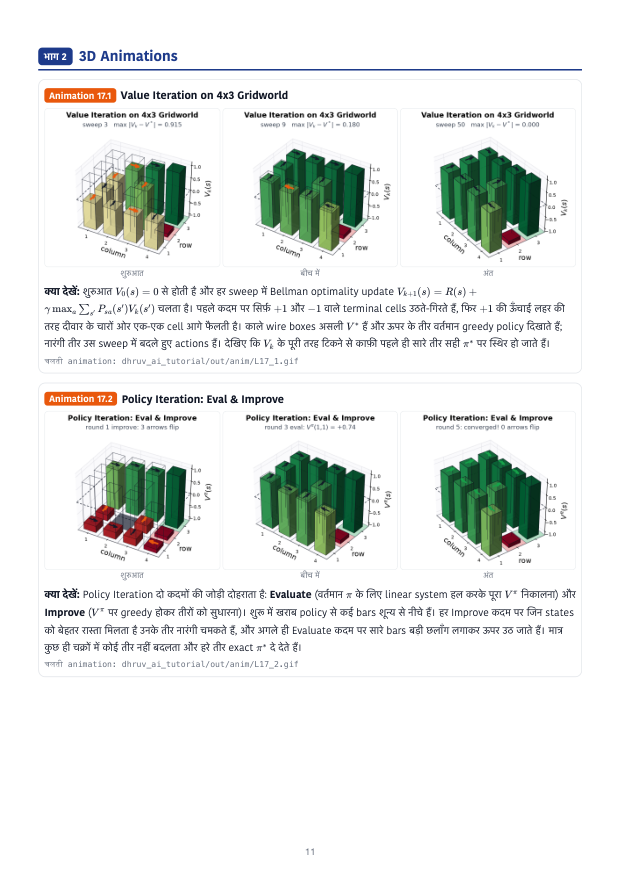 भाग 2 3D Animations
Animation 17.1 Value Iteration on 4x3 Gridworld
Value Iteration on 4x3 Gridworld
sweep 3 max |V_k − V*| = 0.915
Value Iteration on 4x3 Gridworld
sweep 9 max |V_k − V*| = 0.180
Value Iteration on 4x3 Gridworld
sweep 50 max |V_k − V*| = 0.000
शुरुआत
बीच में
अंत
क्या देखें: शुरुआत V₀(s) = 0 से होती है और हर sweep में Bellman optimality update V_{k+1}(s) = R(s) +
γ max_a ∑_{s'} P_{sa}(s')V_k(s') चलता है। पहले कदम पर सिर्फ़ +1 और −1 वाले terminal cells उठते-गिरते हैं, फिर +1 की ऊँचाई लहर की
तरह दीवार के चारों ओर एक-एक cell आगे फैलती है। काले wire boxes असली V* हैं और ऊपर के तीर वर्तमान greedy policy दिखाते हैं;
नारंगी तीर उस sweep में बदले हुए actions हैं। देखिए कि V_k के पूरी तरह टिकने से काफ़ी पहले ही सारे तीर सही π* पर स्थिर हो जाते हैं।
चलती animation: dhruv_ai_tutorial/out/anim/L17_1.gif
Animation 17.2 Policy Iteration: Eval & Improve
Policy Iteration: Eval & Improve
round 1 improve: 3 arrows flip
Policy Iteration: Eval & Improve
round 3 eval: V^π(1,1) = +0.74
Policy Iteration: Eval & Improve
round 5: converged! 0 arrows flip
शुरुआत
बीच में
अंत
क्या देखें: Policy Iteration दो कदमों की जोड़ी दोहराता है: Evaluate (वर्तमान π के लिए linear system हल करके पूरा V^π निकालना) और
Improve (V^π पर greedy होकर तीरों को सुधारना)। शुरू में खराब policy से कई bars शून्य से नीचे हैं। हर Improve कदम पर जिन states
को बेहतर रास्ता मिलता है उनके तीर नारंगी चमकते हैं, और अगले ही Evaluate कदम पर सारे bars बड़ी छलाँग लगाकर ऊपर उठ जाते हैं। मात्र
कुछ ही चक्रों में कोई तीर नहीं बदलता और हरे तीर exact π* दे देते हैं।
चलती animation: dhruv_ai_tutorial/out/anim/L17_2.gif
11